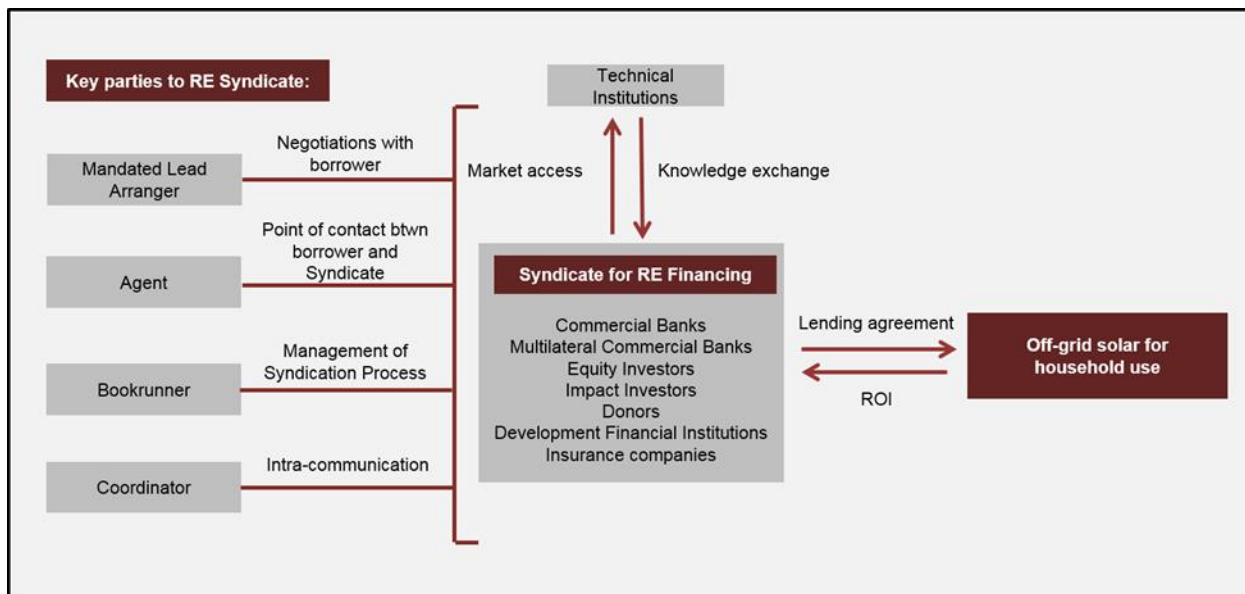 Key parties to RE Syndicate:
Mandated Lead
Arranger
Negotiations with
borrower
Agent
Point of contact btwn
borrower and
Syndicate
Bookrunner
Management of
Syndication Process
Coordinator
Intra-communication
Technical
Institutions
Market access
Knowledge exchange
Syndicate for RE Financing
Commercial Banks
Multilateral Commercial Banks
Equity Investors
Impact Investors
Donors
Development Financial Institutions
Insurance companies
Lending agreement
ROI
Off-grid solar for
household use